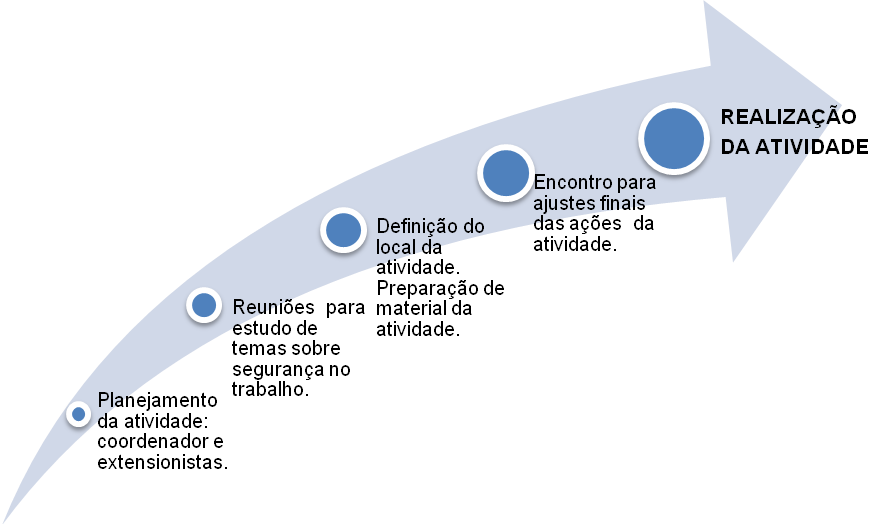 Planejamento
da atividade:
coordenador e
extensionistas.
Reuniões para
estudo de
temas sobre
segurança no
trabalho.
Definição do
local da
atividade.
Preparação de
material da
atividade.
Encontro para
ajustes finais
das ações da
atividade.
REALIZAÇÃO
DA ATIVIDADE